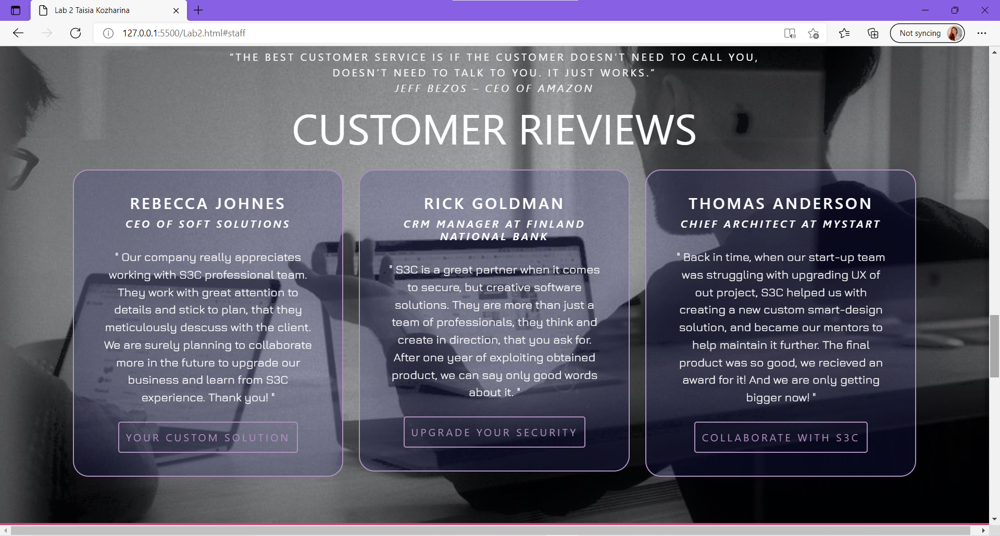 Lab 2 Taisia Kozharina
127.0.0.1:5500/Lab2.html#staff
Not syncing
“THE BEST CUSTOMER SERVICE IS IF THE CUSTOMER DOESN’T NEED TO CALL YOU,
DOESN’T NEED TO TALK TO YOU. IT JUST WORKS.”
JEFF BEZOS – CEO OF AMAZON
CUSTOMER RIEVIEWS
REBECCA JOHNES
CEO OF SOFT SOLUTIONS
" Our company really appreciates
working with S3C professional team.
They work with great attention to
details and stick to plan, that they
meticulously descuss with the client.
We are surely planning to collaborate
more in the future to upgrade our
business and learn from S3C
experience. Thank you! "
YOUR CUSTOM SOLUTION
RICK GOLDMAN
CRM MANAGER AT FINLAND
NATIONAL BANK
" S3C is a great partner when it comes
to secure, but creative software
solutions. They are more than just a
team of professionals, they think and
create in direction, that you ask for.
After one year of exploiting obtained
product, we can say only good words
about it. "
UPGRADE YOUR SECURITY
THOMAS ANDERSON
CHIEF ARCHITECT AT MYSTART
" Back in time, when our start-up team
was struggling with upgrading UX of
out project, S3C helped us with
creating a new custom smart-design
solution, and became our mentors to
help maintain it further. The final
product was so good, we recieved an
award for it! And we are only getting
bigger now! "
COLLABORATE WITH S3C